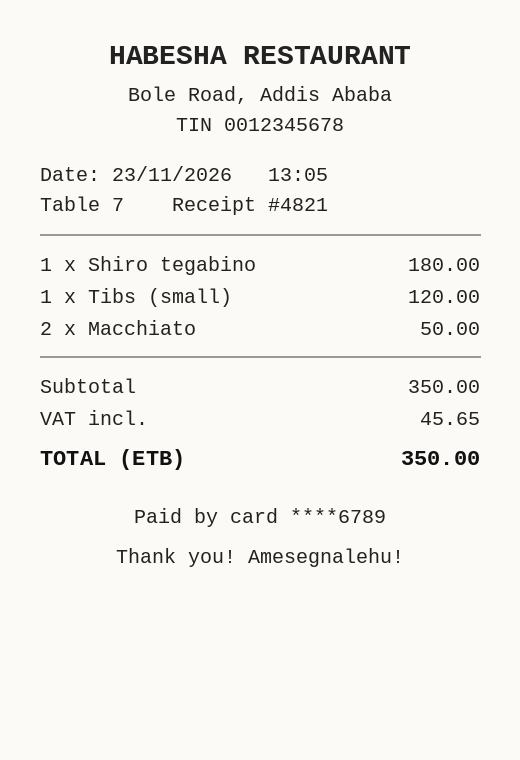 HABESHA RESTAURANT
Bole Road, Addis Ababa
TIN 0012345678
Date: 23/11/2026   13:05
Table 7    Receipt #4821
1 x Shiro tegabino 180.00
1 x Tibs (small) 120.00
2 x Macchiato 50.00
Subtotal 350.00
VAT incl. 45.65
TOTAL (ETB) 350.00
Paid by card ****6789
Thank you! Amesegnalehu!